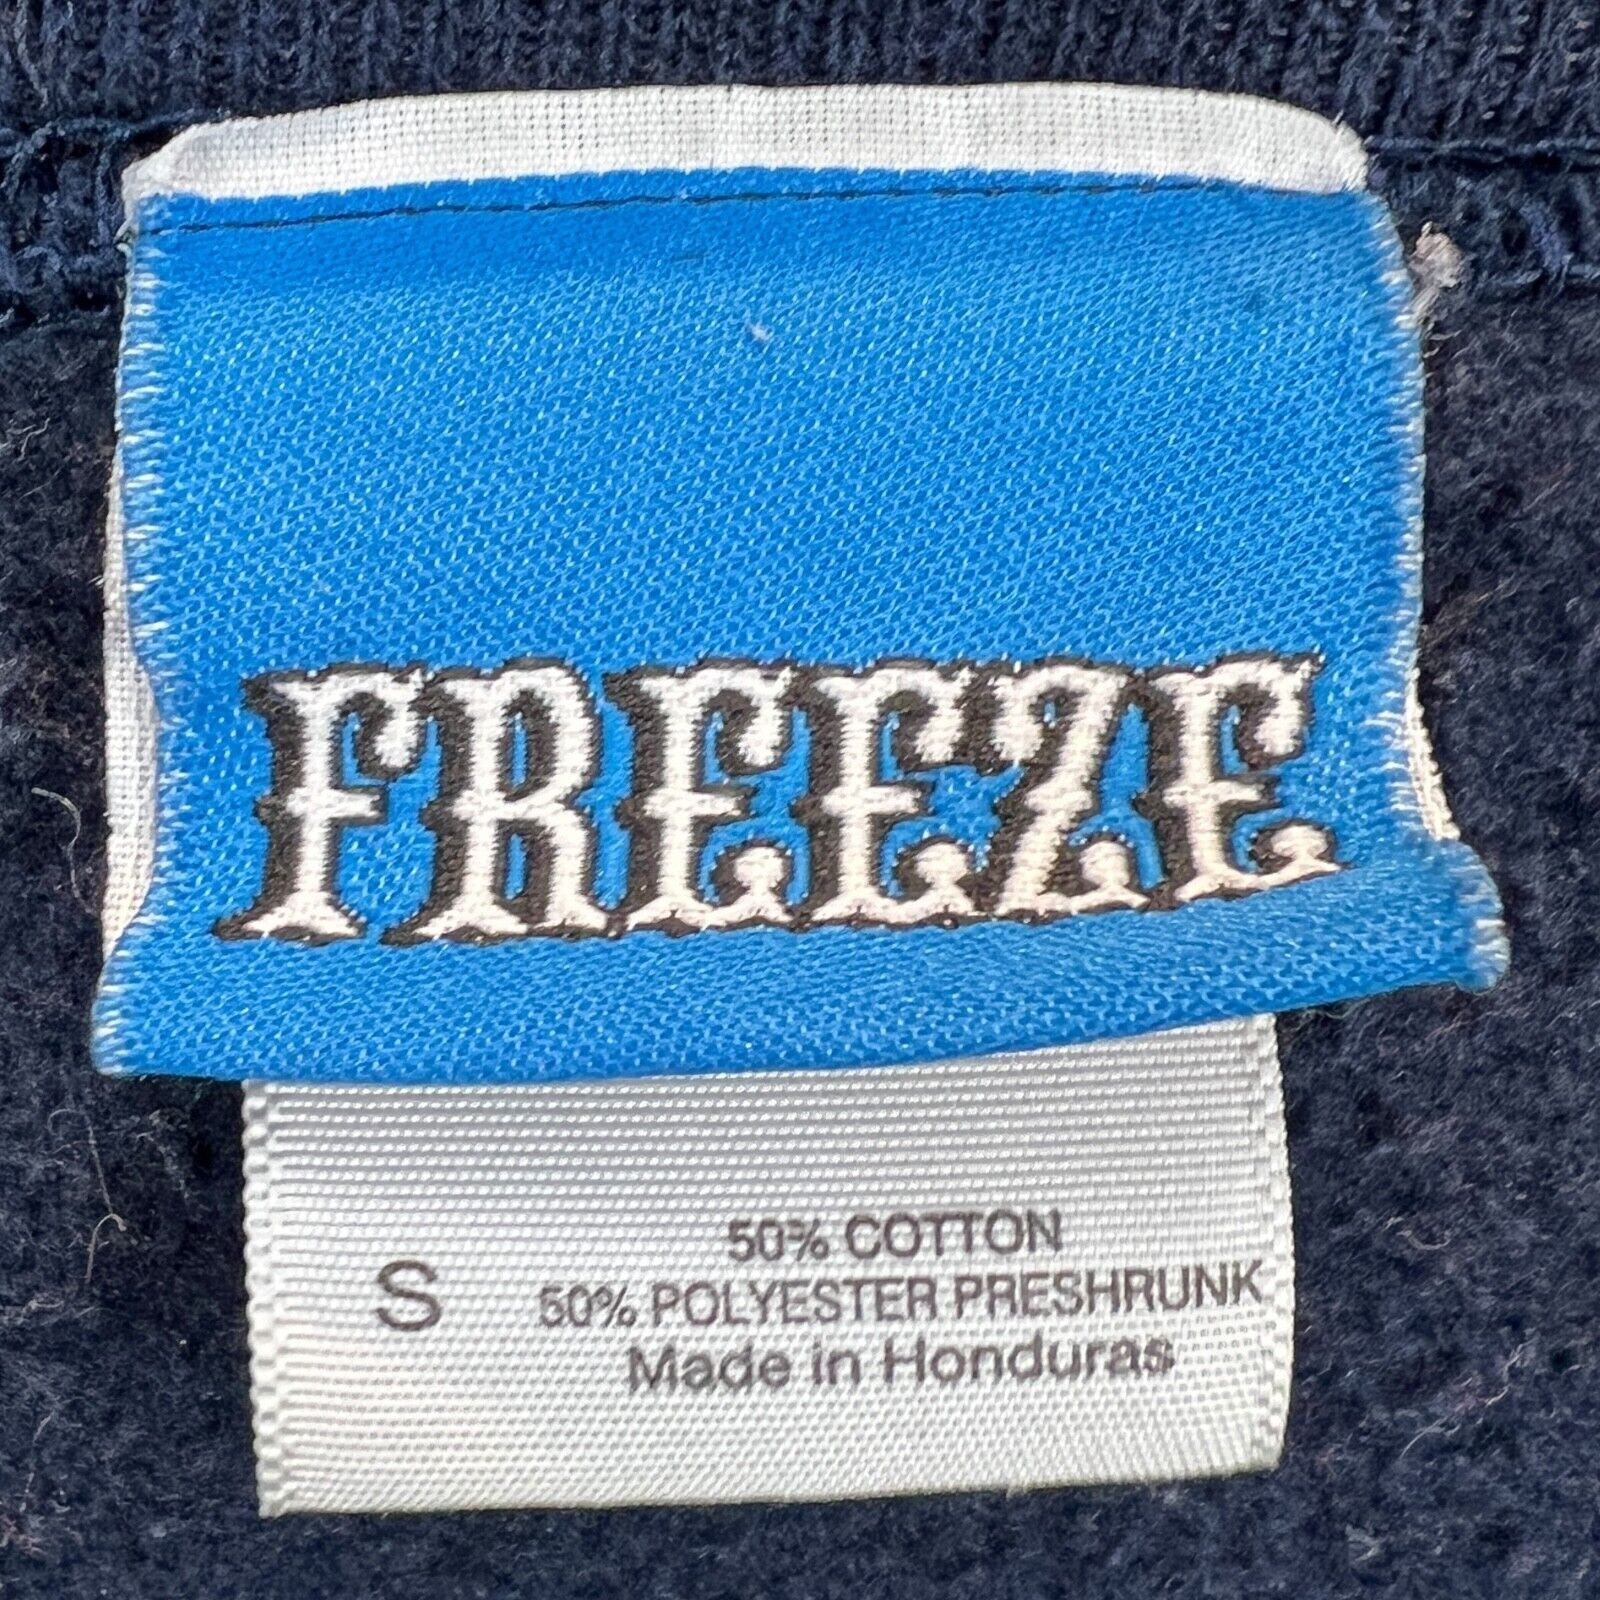 FREEZE
S
50% COTTON
50% POLYESTER PRESHRUNK
Made in Honduras